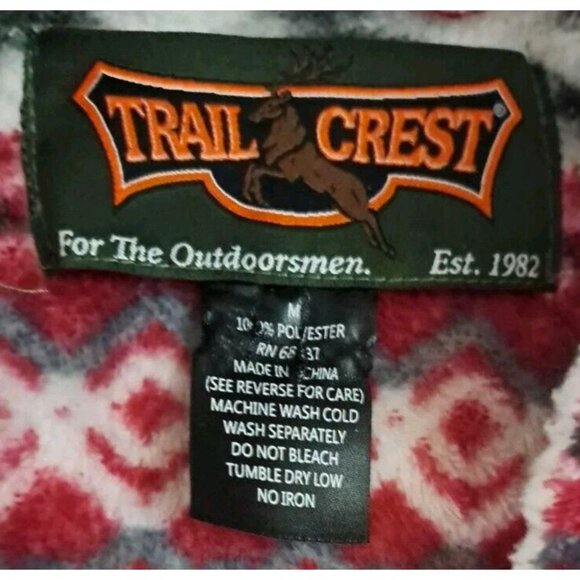 TRAIL CREST®
For The Outdoorsmen. Est. 1982
M
POLYESTER
RN
MADE IN CHINA
(SEE REVERSE FOR CARE)
MACHINE WASH COLD
WASH SEPARATELY
DO NOT BLEACH
TUMBLE DRY LOW
NO IRON